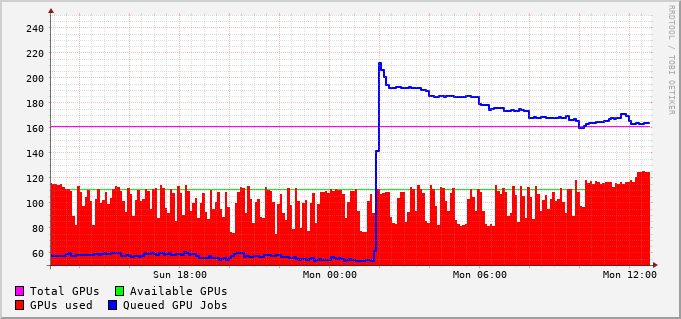 240
220
200
180
160
140
120
100
80
60
Sun 18:00 Mon 00:00 Mon 06:00 Mon 12:00
Total GPUs Available GPUs
GPUs used Queued GPU Jobs
RRDTOOL / TOBI OETIKER